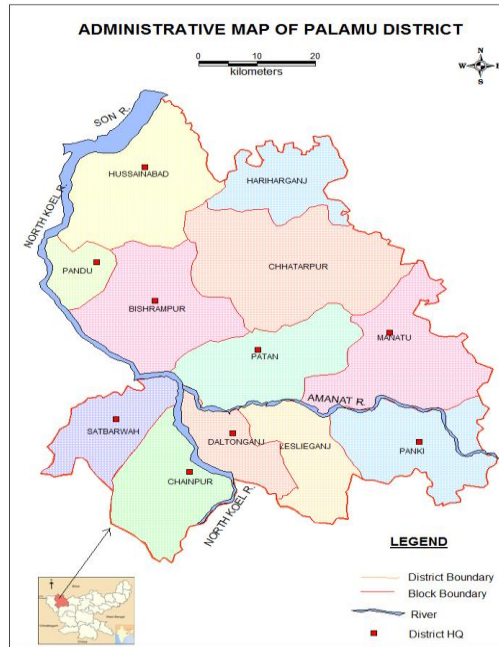 ADMINISTRATIVE MAP OF PALAMU DISTRICT
0 10 20
kilometers
N
W E
S
SON R.
HUSSAINABAD
HARIHARGANJ
NORTH KOEL R.
PANDU
CHHATARPUR
BISHRAMPUR
MANATU
PATAN
AMANAT R.
SATBARWAH
DALTONGANJ
LESLIEGANJ
PANKI
CHAINPUR
NORTH KOEL R.
LEGEND
District Boundary
Block Boundary
River
District HQ